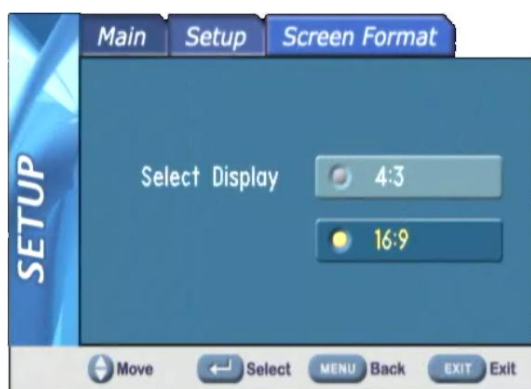 Main Setup Screen Format
SETUP
Select Display 4:3
16:9
Move Select MENU Back EXIT Exit